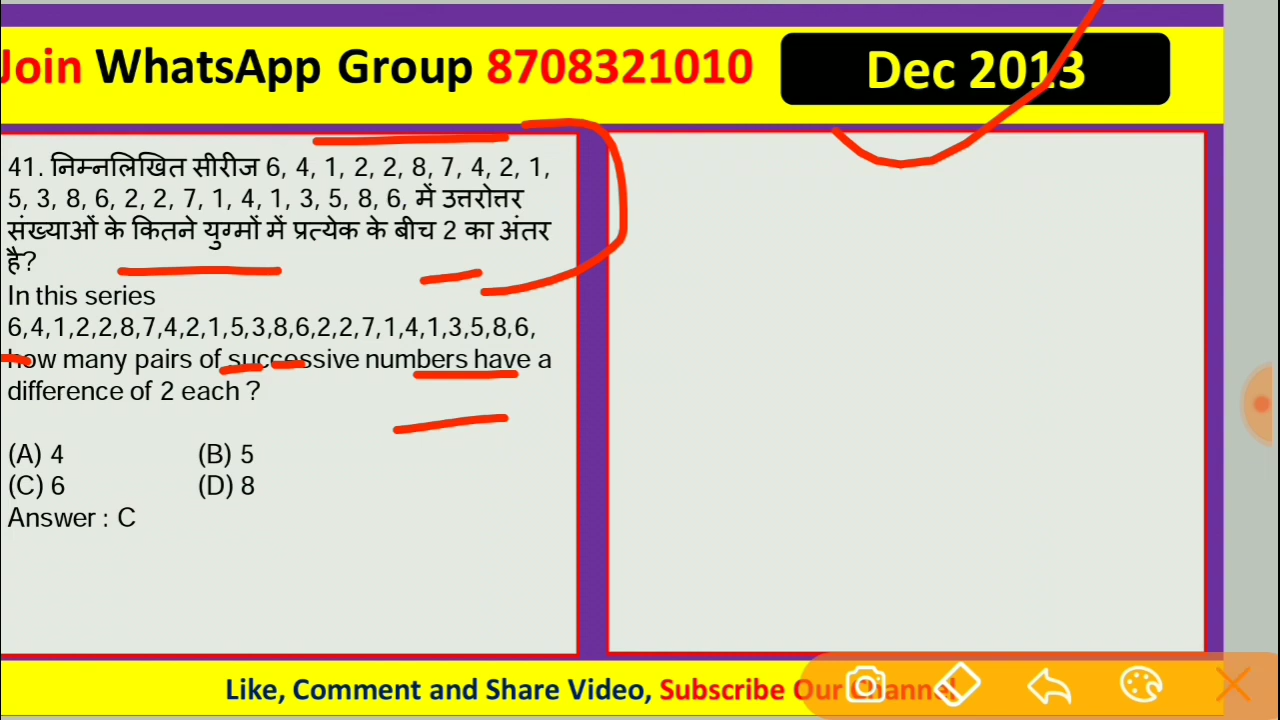 Join WhatsApp Group 8708321010
Dec 2013
41. निम्नलिखित सीरीज 6, 4, 1, 2, 2, 8, 7, 4, 2, 1,
5, 3, 8, 6, 2, 2, 7, 1, 4, 1, 3, 5, 8, 6, में उत्तरोत्तर
संख्याओं के कितने युग्मों में प्रत्येक के बीच 2 का अंतर
है?
In this series
6,4,1,2,2,8,7,4,2,1,5,3,8,6,2,2,7,1,4,1,3,5,8,6,
how many pairs of successive numbers have a
difference of 2 each ?
(A) 4 (B) 5
(C) 6 (D) 8
Answer : C
Like, Comment and Share Video, Subscribe Our Channel